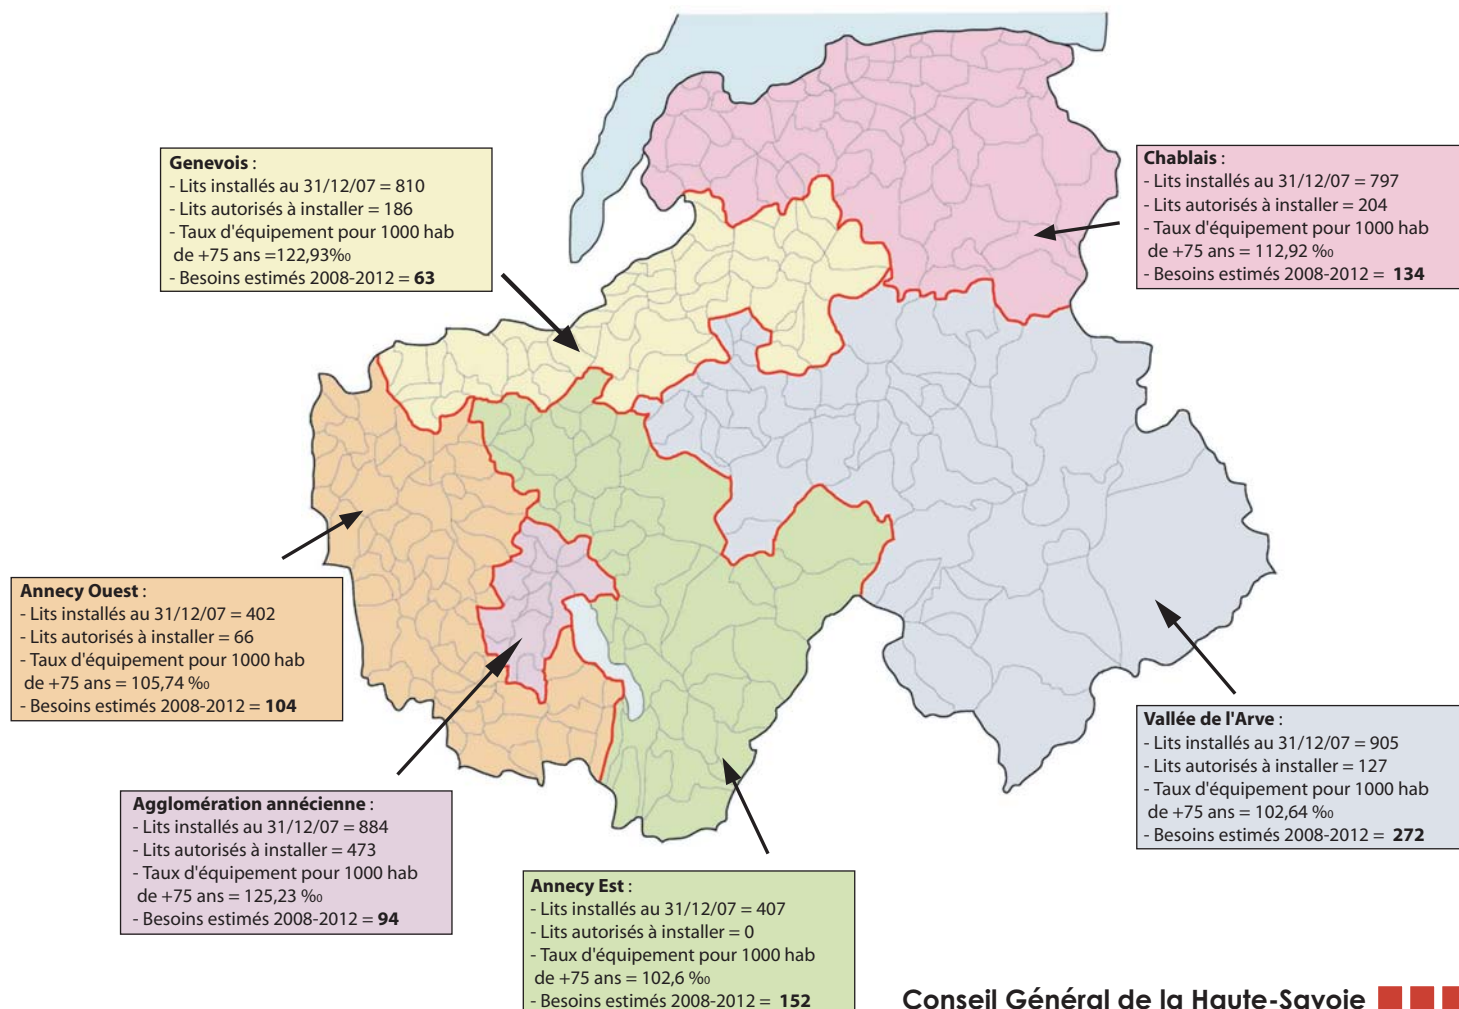 Genevois :
- Lits installés au 31/12/07 = 810
- Lits autorisés à installer = 186
- Taux d'équipement pour 1000 hab
de +75 ans =122,93‰
- Besoins estimés 2008-2012 = 63
Chablais :
- Lits installés au 31/12/07 = 797
- Lits autorisés à installer = 204
- Taux d'équipement pour 1000 hab
de +75 ans = 112,92 ‰
- Besoins estimés 2008-2012 = 134
Annecy Ouest :
- Lits installés au 31/12/07 = 402
- Lits autorisés à installer = 66
- Taux d'équipement pour 1000 hab
de +75 ans = 105,74 ‰
- Besoins estimés 2008-2012 = 104
Vallée de l'Arve :
- Lits installés au 31/12/07 = 905
- Lits autorisés à installer = 127
- Taux d'équipement pour 1000 hab
de +75 ans = 102,64 ‰
- Besoins estimés 2008-2012 = 272
Agglomération annécienne :
- Lits installés au 31/12/07 = 884
- Lits autorisés à installer = 473
- Taux d'équipement pour 1000 hab
de +75 ans = 125,23 ‰
- Besoins estimés 2008-2012 = 94
Annecy Est :
- Lits installés au 31/12/07 = 407
- Lits autorisés à installer = 0
- Taux d'équipement pour 1000 hab
de +75 ans = 102,6 ‰
- Besoins estimés 2008-2012 = 152
Conseil Général de la Haute-Savoie